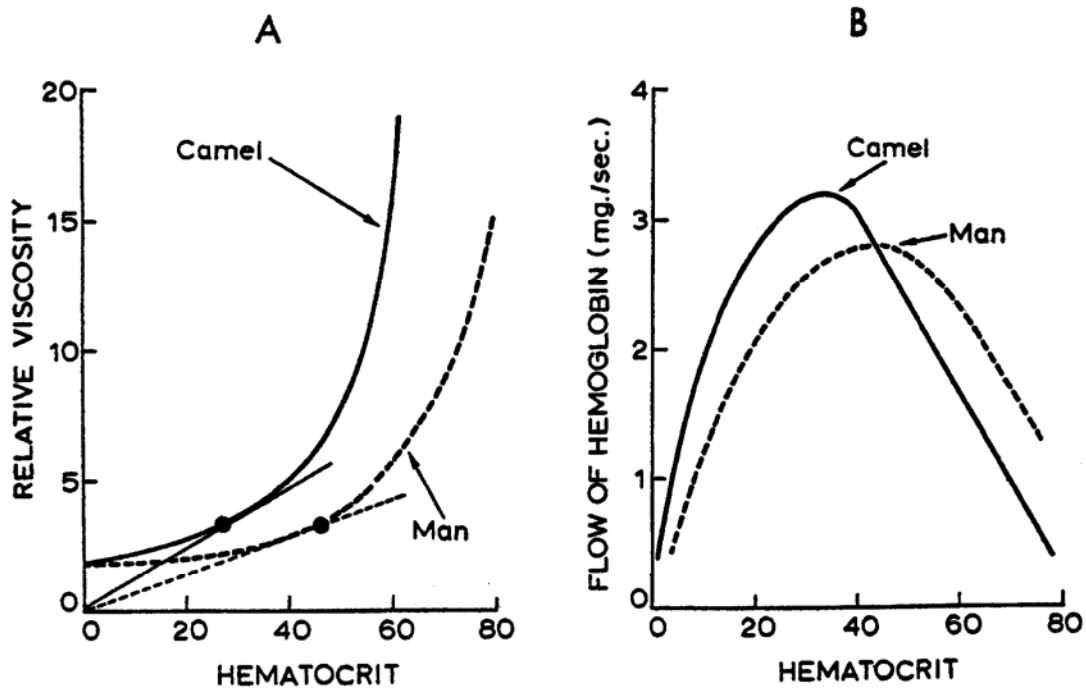 A
RELATIVE VISCOSITY
20
15
10
5
0
Camel
Man
0 20 40 60 80
HEMATOCRIT
B
FLOW OF HEMOGLOBIN (mg./sec.)
4
3
2
1
0
Camel
Man
0 20 40 60 80
HEMATOCRIT